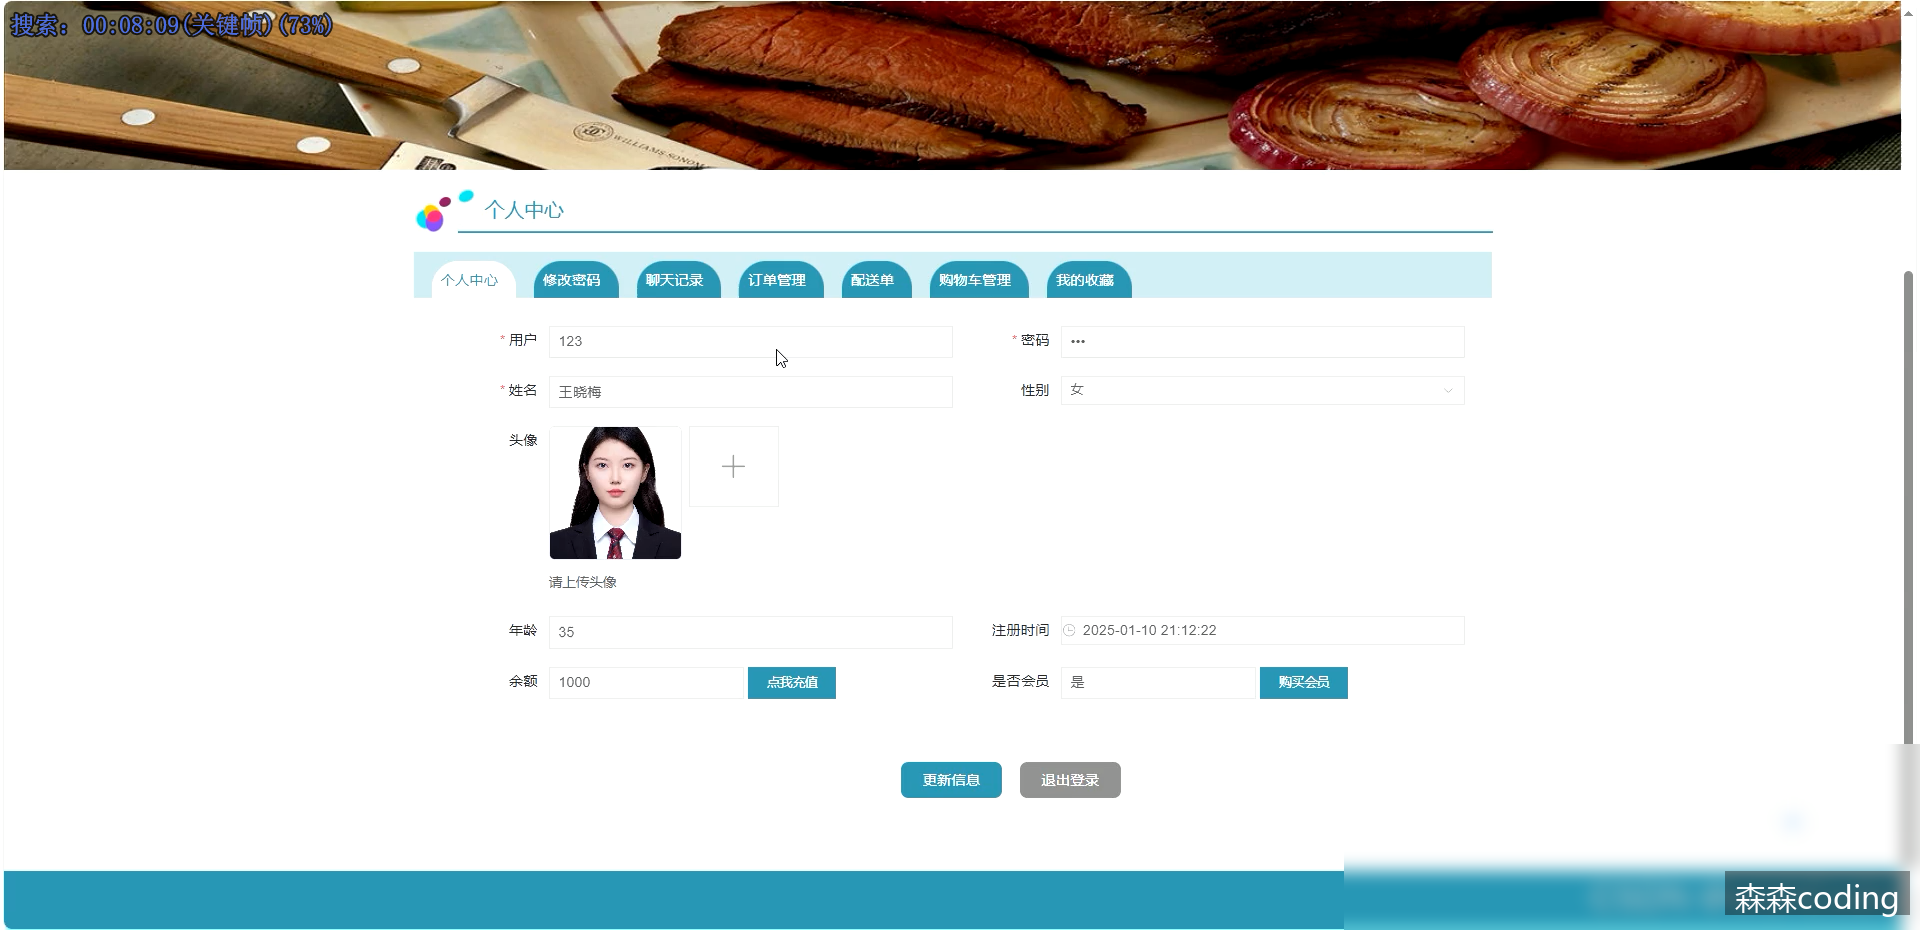 搜索: 00:08:09(关键帧)(73%)
WILLIAMS-SONOMA
个人中心
个人中心 修改密码 聊天记录 订单管理 配送单 购物车管理 我的收藏
* 用户 123 * 密码 •••
* 姓名 王晓梅 性别 女
头像
请上传头像
年龄 35 注册时间 2025-01-10 21:12:22
余额 1000 点我充值 是否会员 是 购买会员
更新信息 退出登录
森森coding